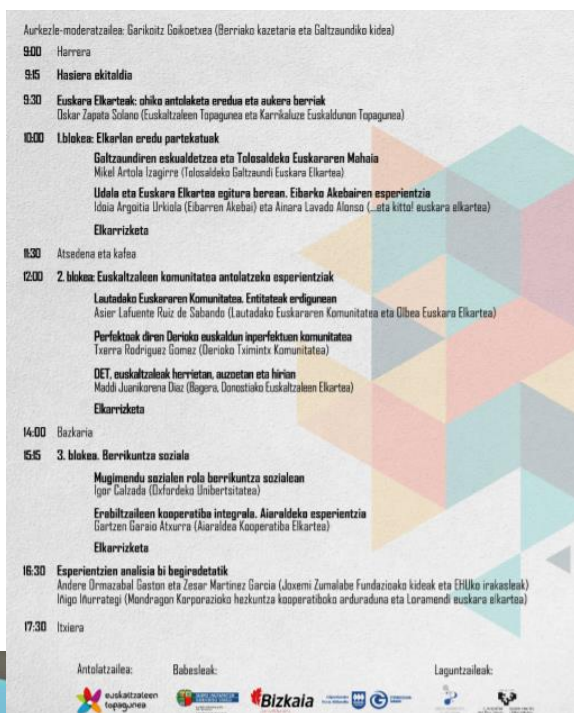 Aurkezle-moderatzailea: Garikoitz Goikoetxea (Berriako kazetaria eta Galtzaundiko kidea)
9:00 Harrera
9:15 Hasiera ekitaldia
9:30 Euskara Elkarteak: ohiko antolaketa eredua eta aukera berriak
Oskar Zapata Solano (Euskaltzaleen Topagunea eta Karrikaluze Euskaldunon Topagunea)
10:00 1.blokea: Elkarlan eredu partekatuak
Galtzaundiren eskualdetzea eta Tolosaldeko Euskararen Mahaia
Mikel Artola Izagirre (Tolosaldeko Galtzaundi Euskara Elkartea)
Udala eta Euskara Elkartea egitura berean. Eibarko Akebairen esperientzia
Idoia Argoitia Urkiola (Eibarren Akebai) eta Ainara Lavado Alonso (...eta kitto! euskara elkartea)
Elkarrizketa
11:30 Atsedena eta kafea
12:00 2. blokea: Euskaltzaleen komunitatea antolatzeko esperientziak
Lautadako Euskararen Komunitatea. Entitateak erdigunean
Asier Lafuente Ruiz de Sabando (Lautadako Euskararen Komunitatea eta Olbea Euskara Elkartea)
Perfektoak diren Derioko euskaldun inperfektuen komunitatea
Txerra Rodriguez Gomez (Derioko Tximintx Komunitatea)
OET, euskaltzaleak herrietan, auzoetan eta hirian
Maddi Juanikorena Diaz (Bagera, Donostiako Euskaltzaleen Elkartea)
Elkarrizketa
14:00 Bazkaria
15:15 3. blokea. Berrikuntza soziala
Mugimendu sozialen rola berrikuntza sozialean
Igor Calzada (Oxfordeko Unibertsitatea)
Erabiltzaileen kooperatiba integrala. Aiaraldeko esperientzia
Gartzen Garaio Atxurra (Aiaraldea Kooperatiba Elkartea)
Elkarrizketa
16:30 Esperientzien analisia bi begiradetatik
Andere Ormazabal Gaston eta Zesar Martinez Garcia (Joxemi Zumalabe Fundazioako kideak eta EHUko irakasleak)
Iñigo Iñurrategi (Mondragon Korporazioko hezkuntza kooperatiboko arduraduna eta Loramendi euskara elkartea)
17:30 Itxiera
Antolatzailea: Babesleak: Laguntzaileak:
euskaltzaleen
topagunea
Bizkaia